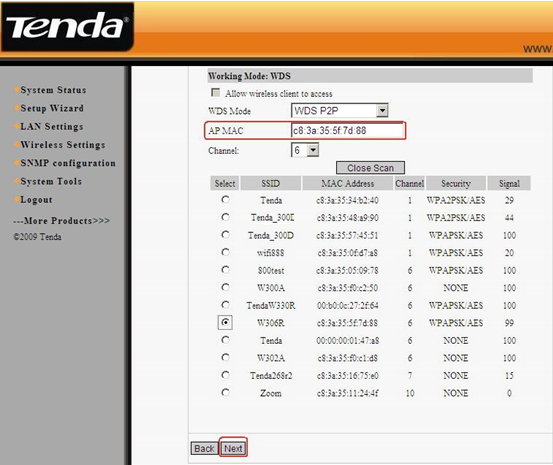 Tenda®
www
System Status
Setup Wizard
LAN Settings
Wireless Settings
SNMP configuration
System Tools
Logout
---More Products>>>
©2009 Tenda
Working Mode: WDS
Allow wireless client to access
WDS Mode WDS P2P
AP MAC c8:3a:35:5f:7d:88
Channel: 6
Close Scan
Select SSID MAC Address Channel Security Signal
Tenda c8:3a:35:34:b2:40 1 WPA2PSK/AES 29
Tenda_300I c8:3a:35:48:a9:90 1 WPA2PSK/AES 44
Tenda_300D c8:3a:35:57:45:51 1 WPAPSK/AES 100
wifi888 c8:3a:35:0f:d7:a8 1 WPAPSK/AES 20
800test c8:3a:35:05:09:78 6 WPAPSK/AES 100
W300A c8:3a:35:f0:c2:50 6 NONE 100
TendaW330R 00:b0:0c:27:2f:64 6 WPAPSK/AES 100
W306R c8:3a:35:5f:7d:88 6 WPAPSK/AES 99
Tenda 00:00:00:01:47:a8 6 NONE 100
W302A c8:3a:35:f0:c1:d8 6 NONE 100
Tenda268r2 c8:3a:35:16:75:e0 7 NONE 15
Zoom c8:3a:35:11:24:4f 10 NONE 0
Back Next